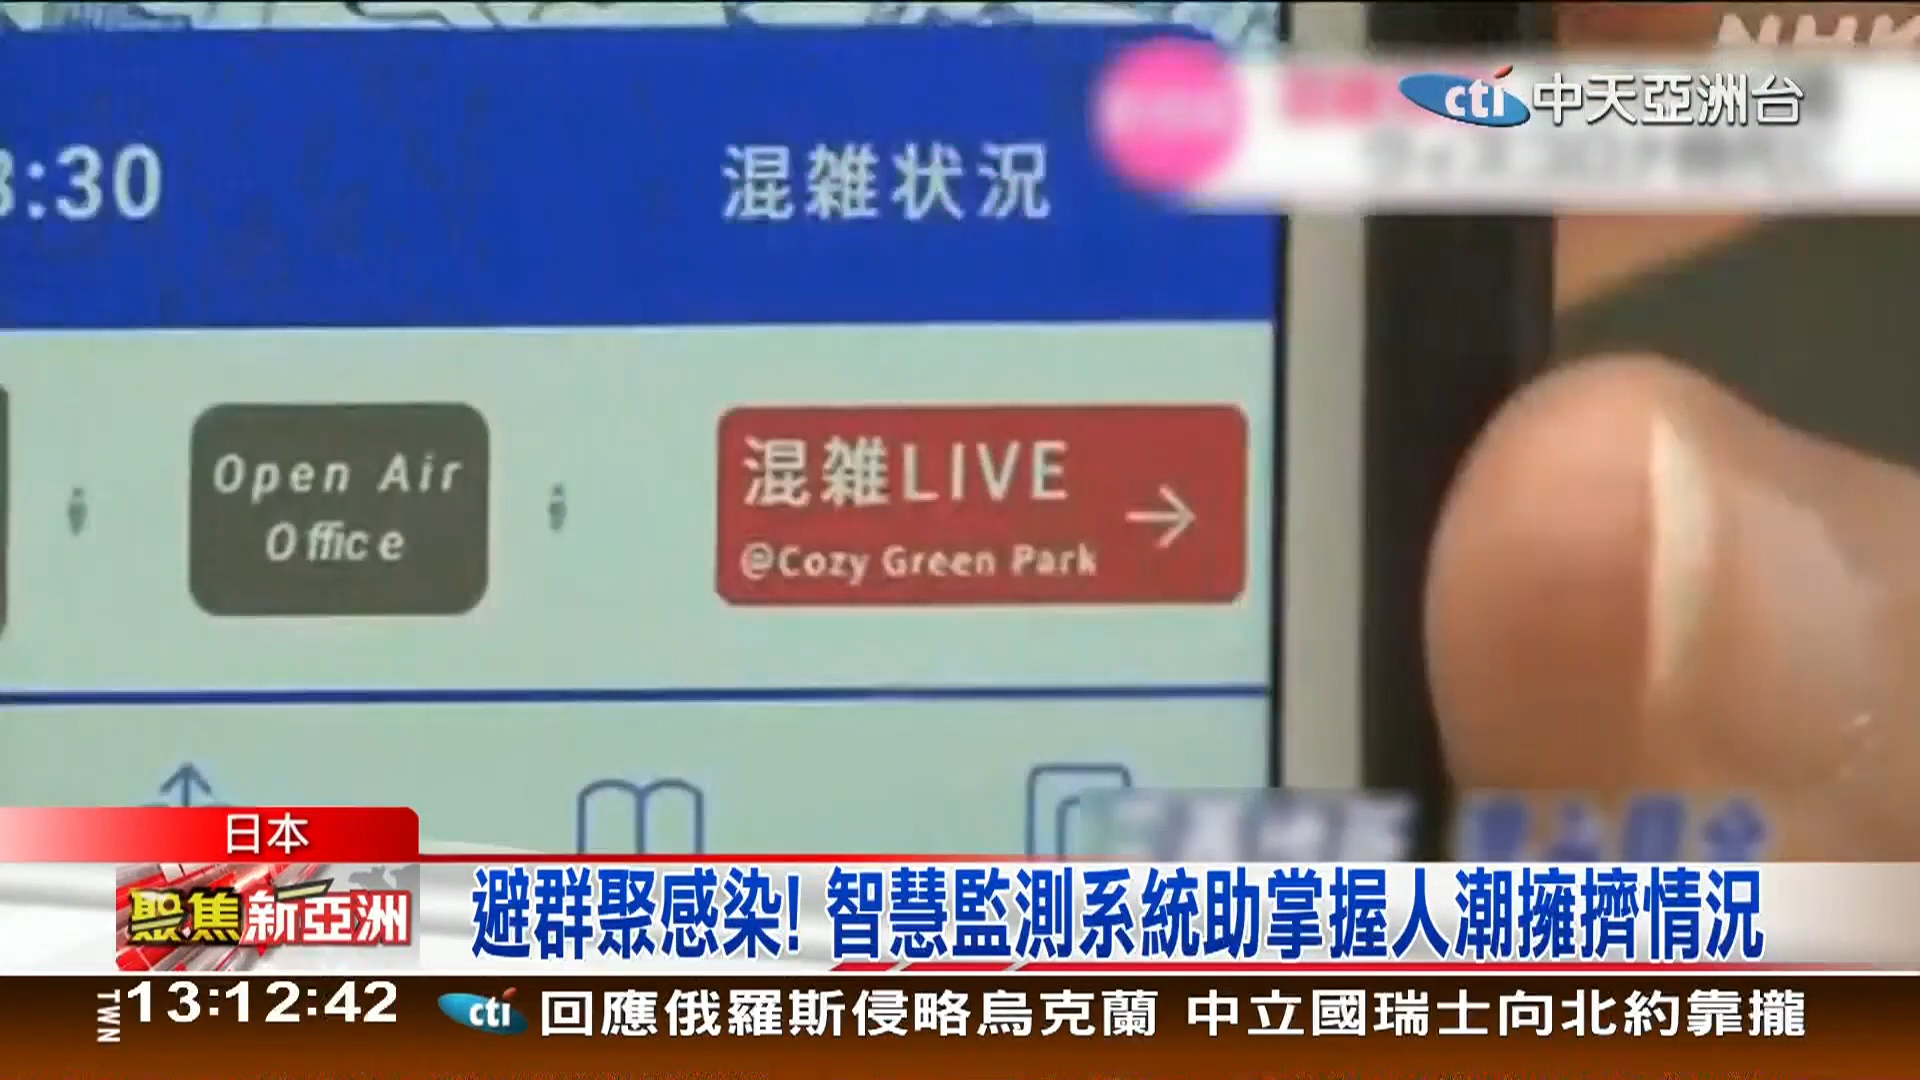 NHK
cti 中天亞洲台
:30
混雑状況
Open Air
Office
混雑LIVE
@Cozy Green Park
日本
聚焦新亞洲
避群聚感染! 智慧監測系統助掌握人潮擁擠情況
TWN
13:12:42
cti
回應俄羅斯侵略烏克蘭 中立國瑞士向北約靠攏